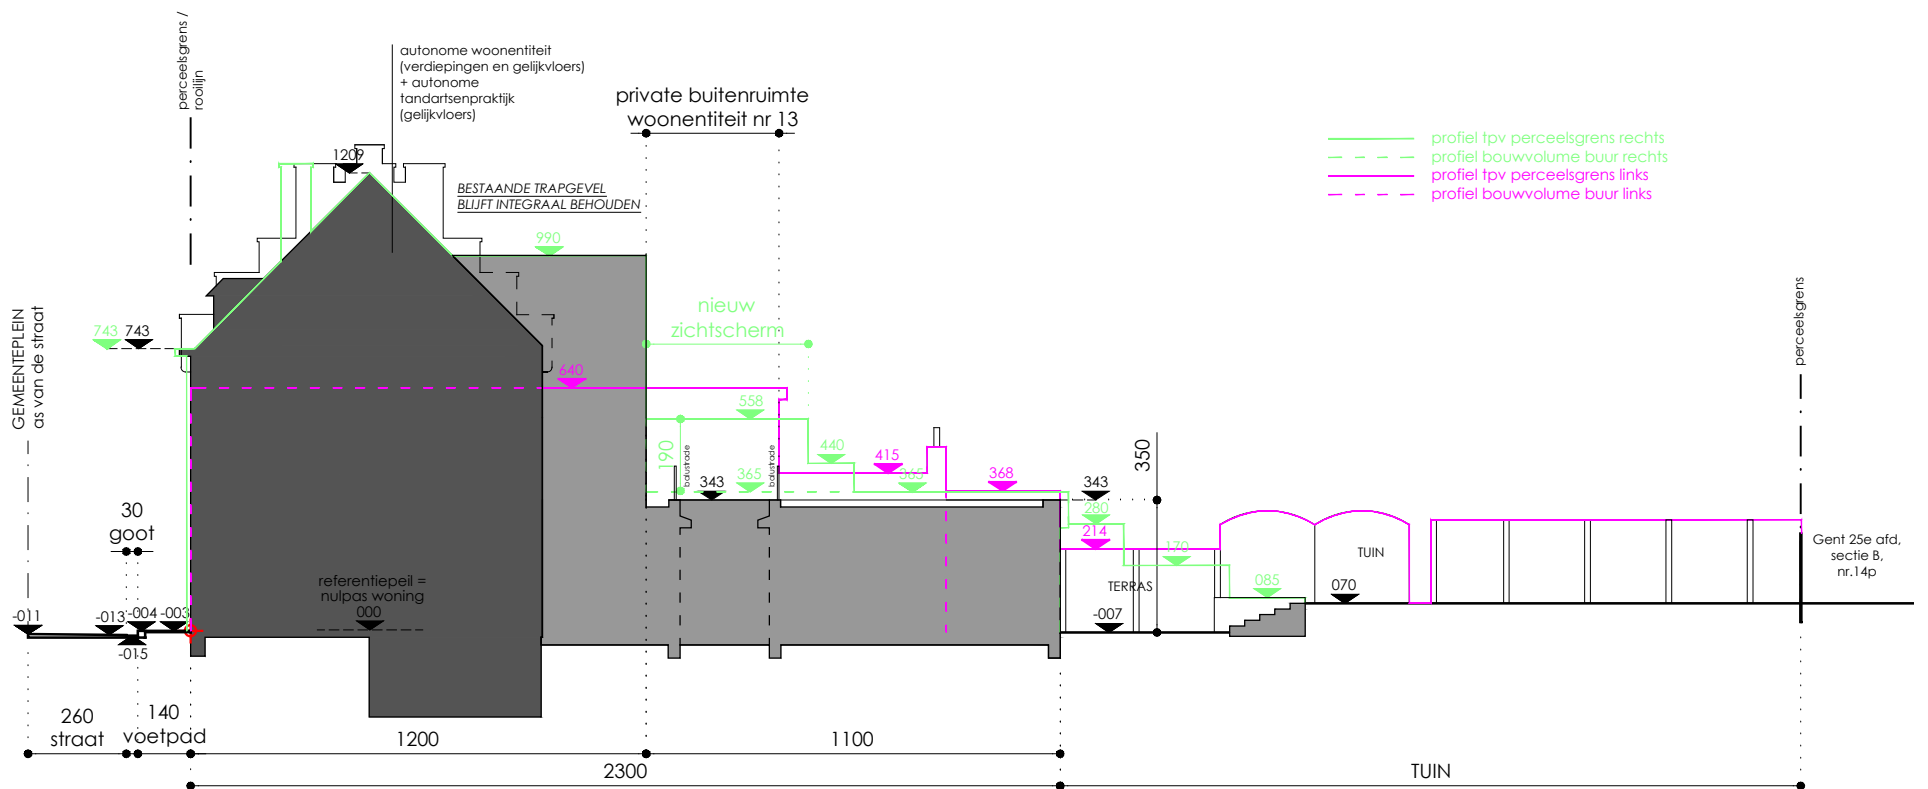 perceelsgrens /
rooilijn
autonome woonentiteit
(verdiepingen en gelijkvloers)
+ autonome
tandartsenpraktijk
(gelijkvloers)
private buitenruimte
woonentiteit nr 13
profiel tpv perceelsgrens rechts
profiel bouwvolume buur rechts
profiel tpv perceelsgrens links
profiel bouwvolume buur links
1209
BESTAANDE TRAPGEVEL
BLIJFT INTEGRAAL BEHOUDEN
990
nieuw
zichtscherm
743
743
GEMEENTEPLEIN
as van de straat
perceelsgrens
640
558
190
balustrade
balustrade
440
415
365
365
343
368
343
350
280
214
170
085
30
goot
TERRAS
TUIN
070
-007
Gent 25e afd,
sectie B,
nr.14p
referentiepeil =
nulpas woning
000
-011
-013
-004
-003
-015
260
straat
140
voetpad
1200
1100
2300
TUIN